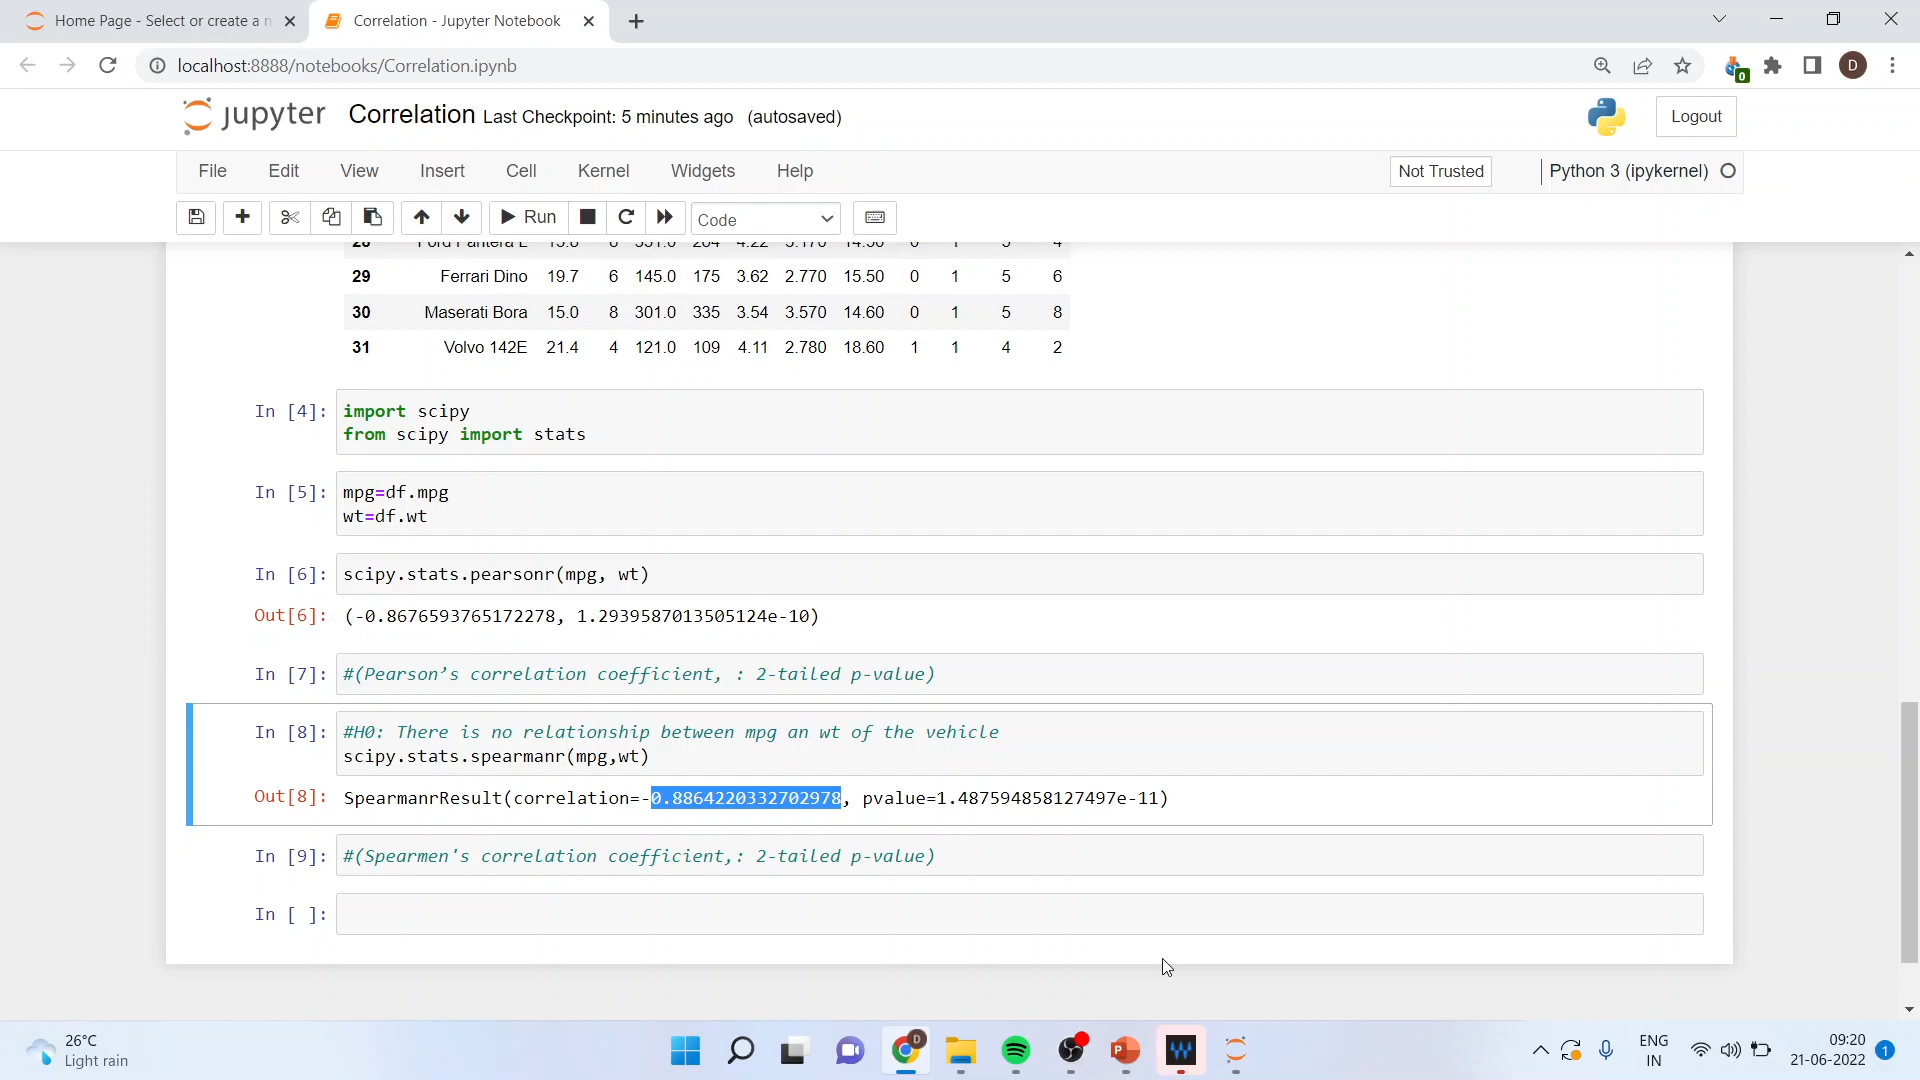 Home Page - Select or create a n
Correlation - Jupyter Notebook
localhost:8888/notebooks/Correlation.ipynb
0
D
jupyter
Correlation Last Checkpoint: 5 minutes ago (autosaved)
Logout
File Edit View Insert Cell Kernel Widgets Help
Not Trusted
Python 3 (ipykernel)
Run
Code
29 Ferrari Dino 19.7 6 145.0 175 3.62 2.770 15.50 0 1 5 6
30 Maserati Bora 15.0 8 301.0 335 3.54 3.570 14.60 0 1 5 8
31 Volvo 142E 21.4 4 121.0 109 4.11 2.780 18.60 1 1 4 2
In [4]: import scipy
from scipy import stats
In [5]: mpg=df.mpg
wt=df.wt
In [6]: scipy.stats.pearsonr(mpg, wt)
Out[6]: (-0.8676593765172278, 1.2939587013505124e-10)
In [7]: #(Pearson’s correlation coefficient, : 2-tailed p-value)
In [8]: #H0: There is no relationship between mpg an wt of the vehicle
scipy.stats.spearmanr(mpg,wt)
Out[8]: SpearmanrResult(correlation=-0.8864220332702978, pvalue=1.487594858127497e-11)
In [9]: #(Spearmen's correlation coefficient,: 2-tailed p-value)
In [ ]:
26°C
Light rain
D
ENG
IN
09:20
21-06-2022
1